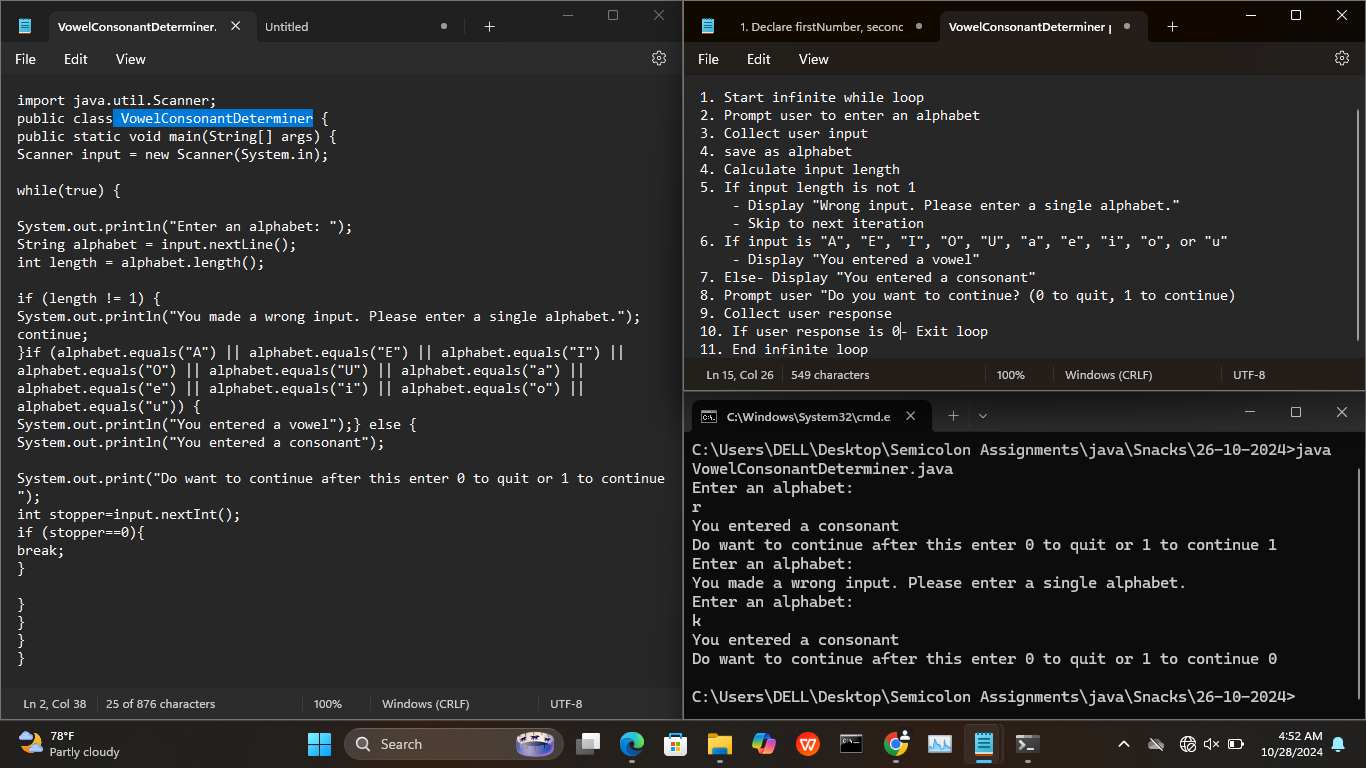 VowelConsonantDeterminer.
Untitled
File Edit View
import java.util.Scanner;
public class VowelConsonantDeterminer {
public static void main(String[] args) {
Scanner input = new Scanner(System.in);
while(true) {
System.out.println("Enter an alphabet: ");
String alphabet = input.nextLine();
int length = alphabet.length();
if (length != 1) {
System.out.println("You made a wrong input. Please enter a single alphabet.");
continue;
}if (alphabet.equals("A") || alphabet.equals("E") || alphabet.equals("I") ||
alphabet.equals("O") || alphabet.equals("U") || alphabet.equals("a") ||
alphabet.equals("e") || alphabet.equals("i") || alphabet.equals("o") ||
alphabet.equals("u")) {
System.out.println("You entered a vowel");} else {
System.out.println("You entered a consonant");
System.out.print("Do want to continue after this enter 0 to quit or 1 to continue
");
int stopper=input.nextInt();
if (stopper==0){
break;
}
}
}
}
}
Ln 2, Col 38 25 of 876 characters 100% Windows (CRLF) UTF-8
1. Declare firstNumber, seconc
VowelConsonantDeterminer p
File Edit View
1. Start infinite while loop
2. Prompt user to enter an alphabet
3. Collect user input
4. save as alphabet
4. Calculate input length
5. If input length is not 1
- Display "Wrong input. Please enter a single alphabet."
- Skip to next iteration
6. If input is "A", "E", "I", "O", "U", "a", "e", "i", "o", or "u"
- Display "You entered a vowel"
7. Else- Display "You entered a consonant"
8. Prompt user "Do you want to continue? (0 to quit, 1 to continue)
9. Collect user response
10. If user response is 0- Exit loop
11. End infinite loop
Ln 15, Col 26 549 characters 100% Windows (CRLF) UTF-8
C:\Windows\System32\cmd.e
C:\Users\DELL\Desktop\Semicolon Assignments\java\Snacks\26-10-2024>java
VowelConsonantDeterminer.java
Enter an alphabet:
r
You entered a consonant
Do want to continue after this enter 0 to quit or 1 to continue 1
Enter an alphabet:
You made a wrong input. Please enter a single alphabet.
Enter an alphabet:
k
You entered a consonant
Do want to continue after this enter 0 to quit or 1 to continue 0
C:\Users\DELL\Desktop\Semicolon Assignments\java\Snacks\26-10-2024>
78°F
Partly cloudy
Search
4:52 AM
10/28/2024